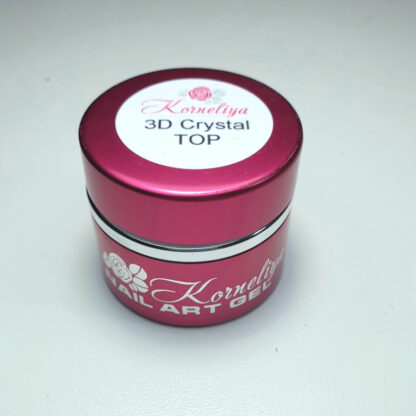 Korneliya
3D Crystal
TOP
Korneliya
NAIL ART GEL